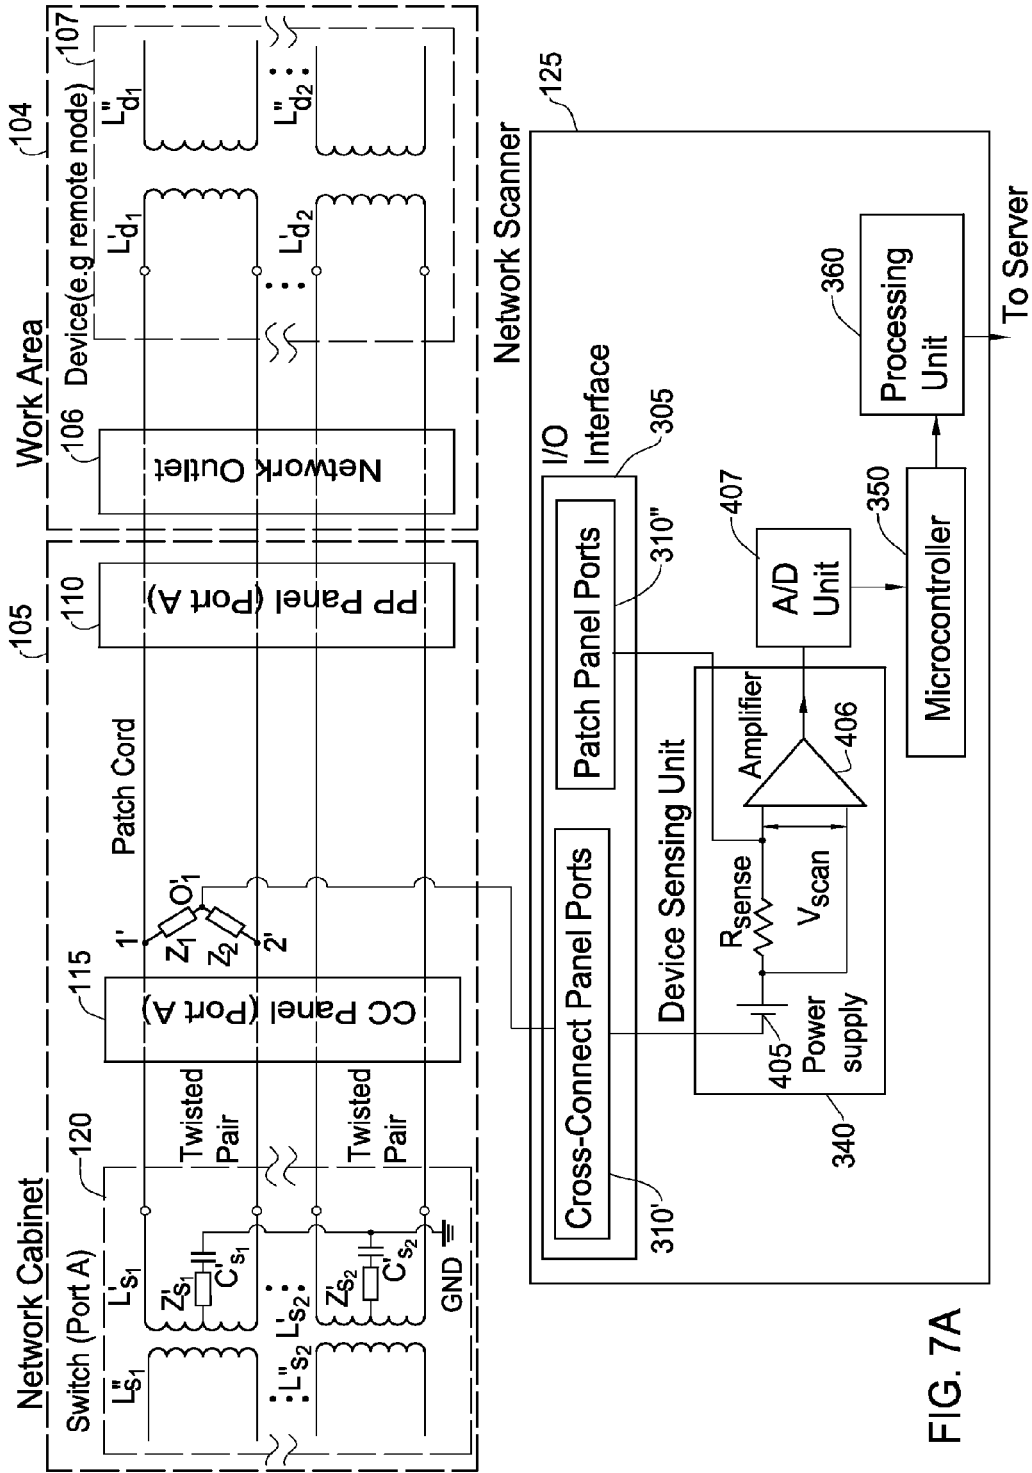 Network Cabinet
105
Work Area
104
Switch (Port A)
120
115
Patch Cord
110
106
Device(e.g remote node)
107
L"s1
L's1
Z's1
C's1
Twisted
Pair
CC Panel (Port A)
1'
Z1
O'1
Z2
2'
PP Panel (Port A)
Network Outlet
L'd1
L"d1
L"s2
L's2
Z's2
C's2
GND
Twisted
Pair
L'd2
L"d2
Network Scanner
125
I/O
Interface
305
Cross-Connect Panel Ports
310'
Patch Panel Ports
310"
Device Sensing Unit
340
405
Power
supply
Rsense
Vscan
Amplifier
406
A/D
Unit
407
Microcontroller
350
Processing
Unit
360
To Server
FIG. 7A